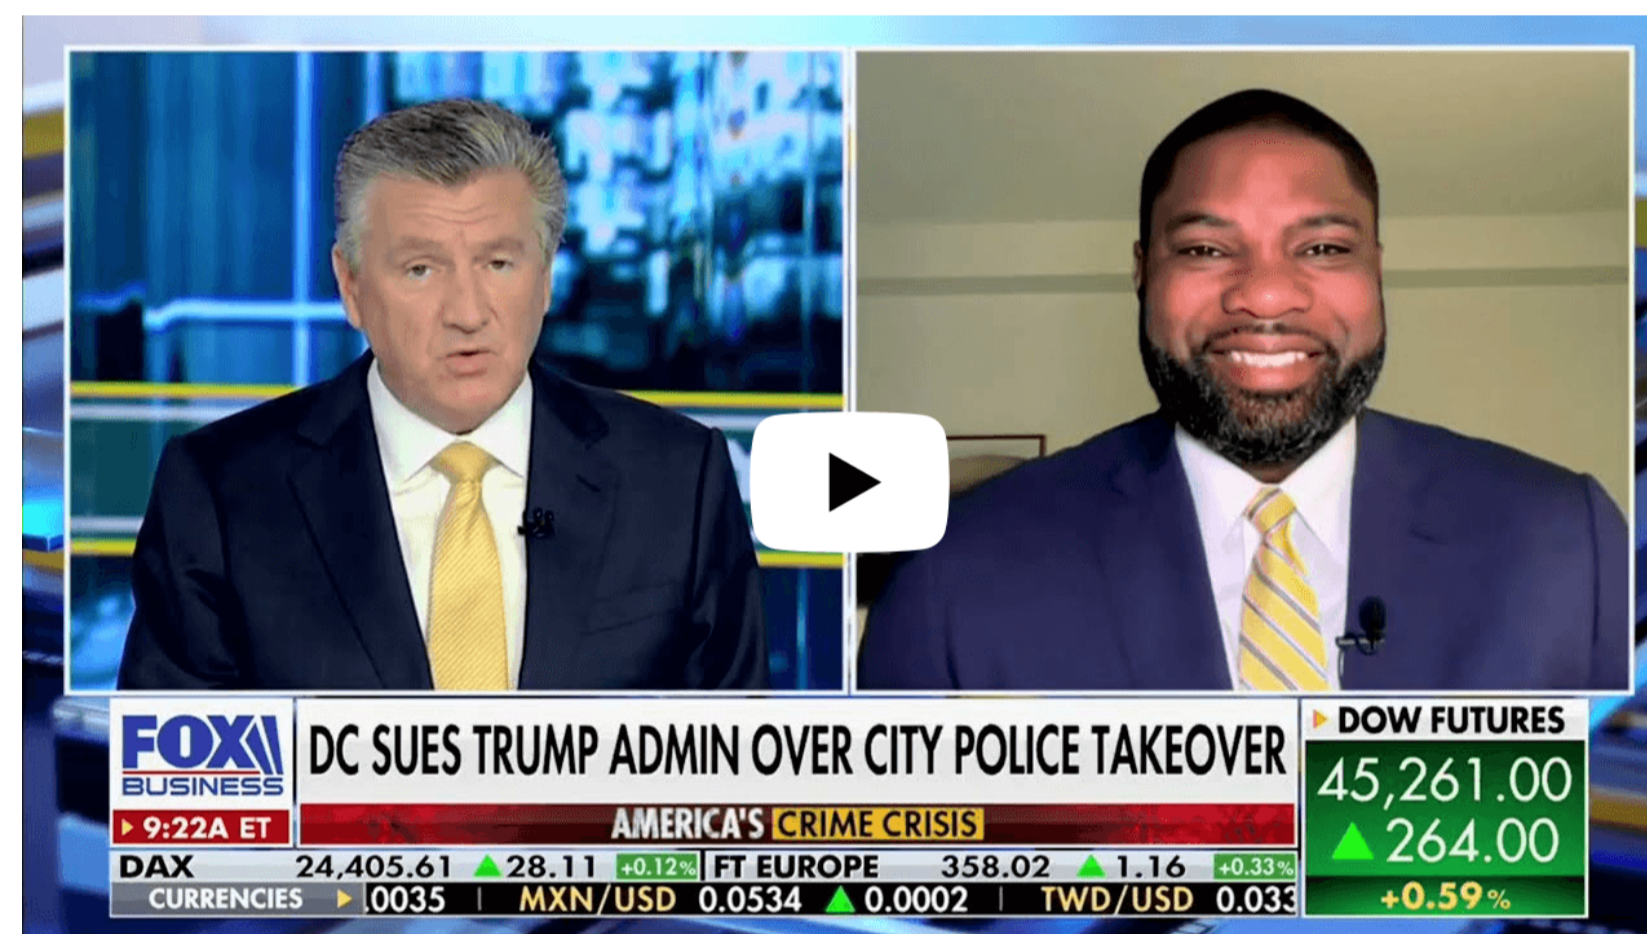 FOX
BUSINESS
9:22A ET
DC SUES TRUMP ADMIN OVER CITY POLICE TAKEOVER
AMERICA'S CRIME CRISIS
DOW FUTURES
45,261.00
264.00
+0.59%
DAX 24,405.61 28.11 +0.12% FT EUROPE 358.02 1.16 +0.33%
CURRENCIES .0035 MXN/USD 0.0534 0.0002 TWD/USD 0.033